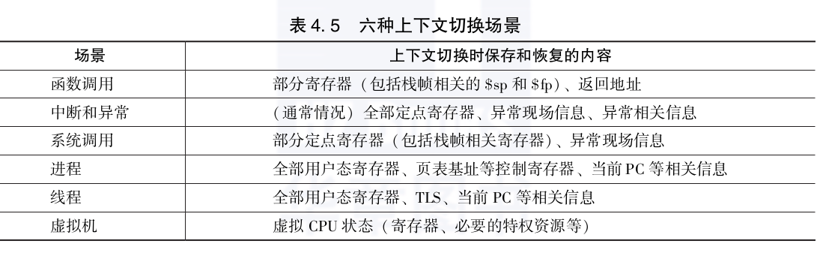 表 4.5 六种上下文切换场景
场景 上下文切换时保存和恢复的内容
函数调用 部分寄存器（包括栈帧相关的 $sp 和 $fp）、返回地址
中断和异常 （通常情况）全部定点寄存器、异常现场信息、异常相关信息
系统调用 部分定点寄存器（包括栈帧相关寄存器）、异常现场信息
进程 全部用户态寄存器、页表基址等控制寄存器、当前 PC 等相关信息
线程 全部用户态寄存器、TLS、当前 PC 等相关信息
虚拟机 虚拟 CPU 状态（寄存器、必要的特权资源等）